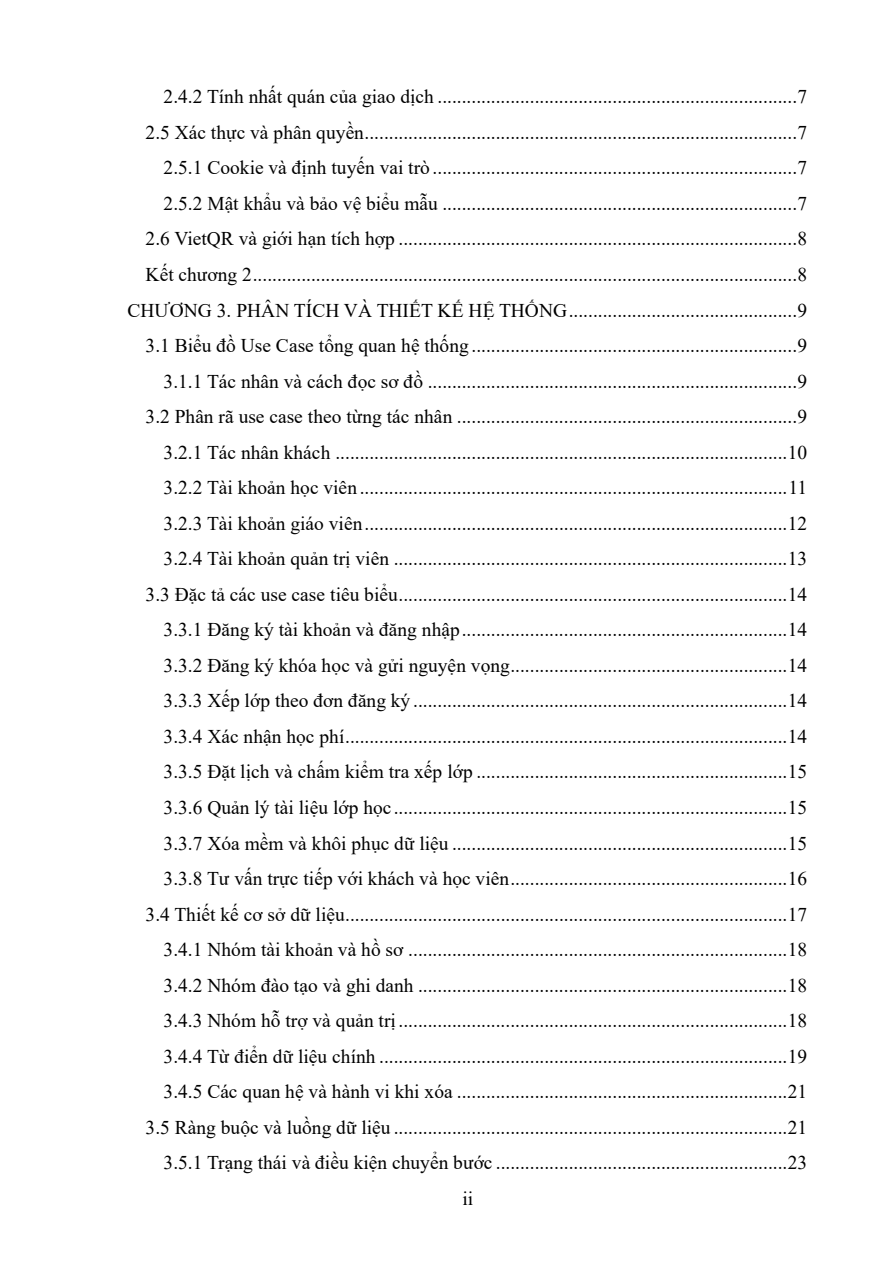 2.4.2 Tính nhất quán của giao dịch ............................................................................7
2.5 Xác thực và phân quyền............................................................................................7
2.5.1 Cookie và định tuyến vai trò .............................................................................7
2.5.2 Mật khẩu và bảo vệ biểu mẫu ...........................................................................7
2.6 VietQR và giới hạn tích hợp .....................................................................................8
Kết chương 2...................................................................................................................8
CHƯƠNG 3. PHÂN TÍCH VÀ THIẾT KẾ HỆ THỐNG.................................................9
3.1 Biểu đồ Use Case tổng quan hệ thống.....................................................................9
3.1.1 Tác nhân và cách đọc sơ đồ ..............................................................................9
3.2 Phân rã use case theo từng tác nhân ........................................................................9
3.2.1 Tác nhân khách ................................................................................................10
3.2.2 Tài khoản học viên...........................................................................................11
3.2.3 Tài khoản giáo viên..........................................................................................12
3.2.4 Tài khoản quản trị viên ....................................................................................13
3.3 Đặc tả các use case tiêu biểu...................................................................................14
3.3.1 Đăng ký tài khoản và đăng nhập.....................................................................14
3.3.2 Đăng ký khóa học và gửi nguyện vọng...........................................................14
3.3.3 Xếp lớp theo đơn đăng ký ................................................................................14
3.3.4 Xác nhận học phí..............................................................................................14
3.3.5 Đặt lịch và chấm kiểm tra xếp lớp ..................................................................15
3.3.6 Quản lý tài liệu lớp học....................................................................................15
3.3.7 Xóa mềm và khôi phục dữ liệu .......................................................................15
3.3.8 Tư vấn trực tiếp với khách và học viên...........................................................16
3.4 Thiết kế cơ sở dữ liệu..............................................................................................17
3.4.1 Nhóm tài khoản và hồ sơ .................................................................................18
3.4.2 Nhóm đào tạo và ghi danh ...............................................................................18
3.4.3 Nhóm hỗ trợ và quản trị...................................................................................18
3.4.4 Từ điển dữ liệu chính .......................................................................................19
3.4.5 Các quan hệ và hành vi khi xóa ......................................................................21
3.5 Ràng buộc và luồng dữ liệu ....................................................................................21
3.5.1 Trạng thái và điều kiện chuyển bước ..............................................................23
ii